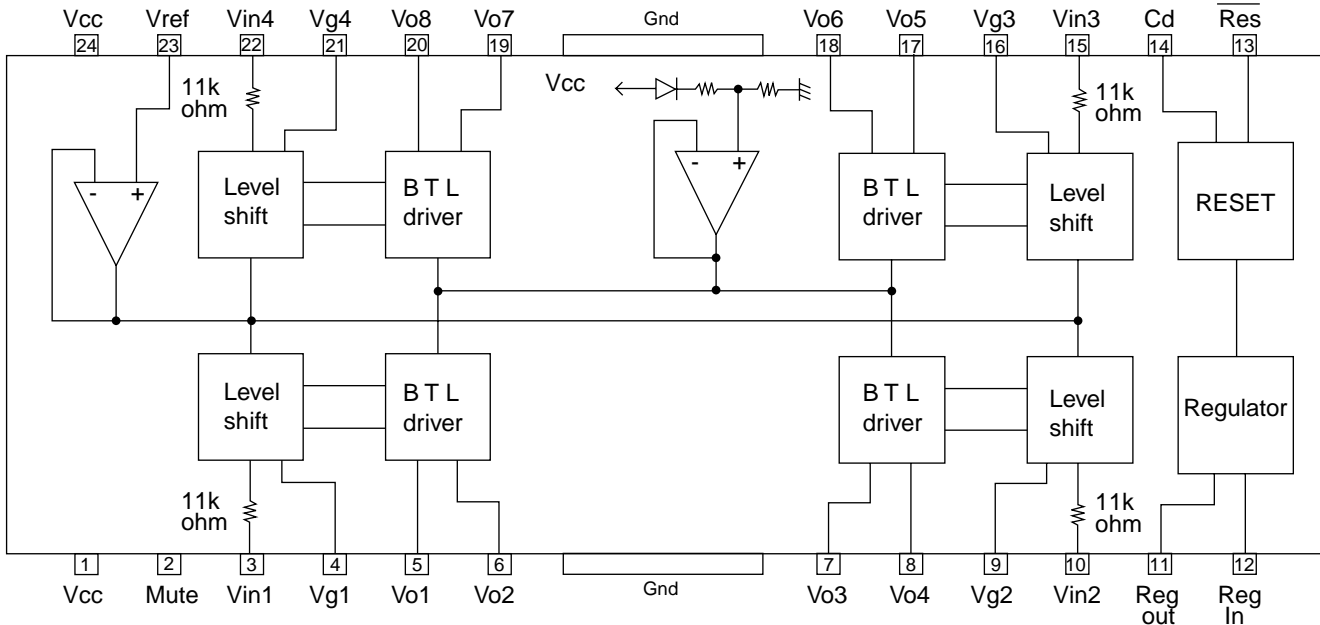 Vcc Vref Vin4 Vg4 Vo8 Vo7 Gnd Vo6 Vo5 Vg3 Vin3 Cd Res
24 23 22 21 20 19 18 17 16 15 14 13
11k
ohm
Vcc
11k
ohm
- +
Level
shift
B T L
driver
- +
B T L
driver
Level
shift
RESET
Level
shift
B T L
driver
B T L
driver
Level
shift
Regulator
11k
ohm
11k
ohm
1 2 3 4 5 6 Gnd 7 8 9 10 11 12
Vcc Mute Vin1 Vg1 Vo1 Vo2 Vo3 Vo4 Vg2 Vin2 Reg
out
Reg
In